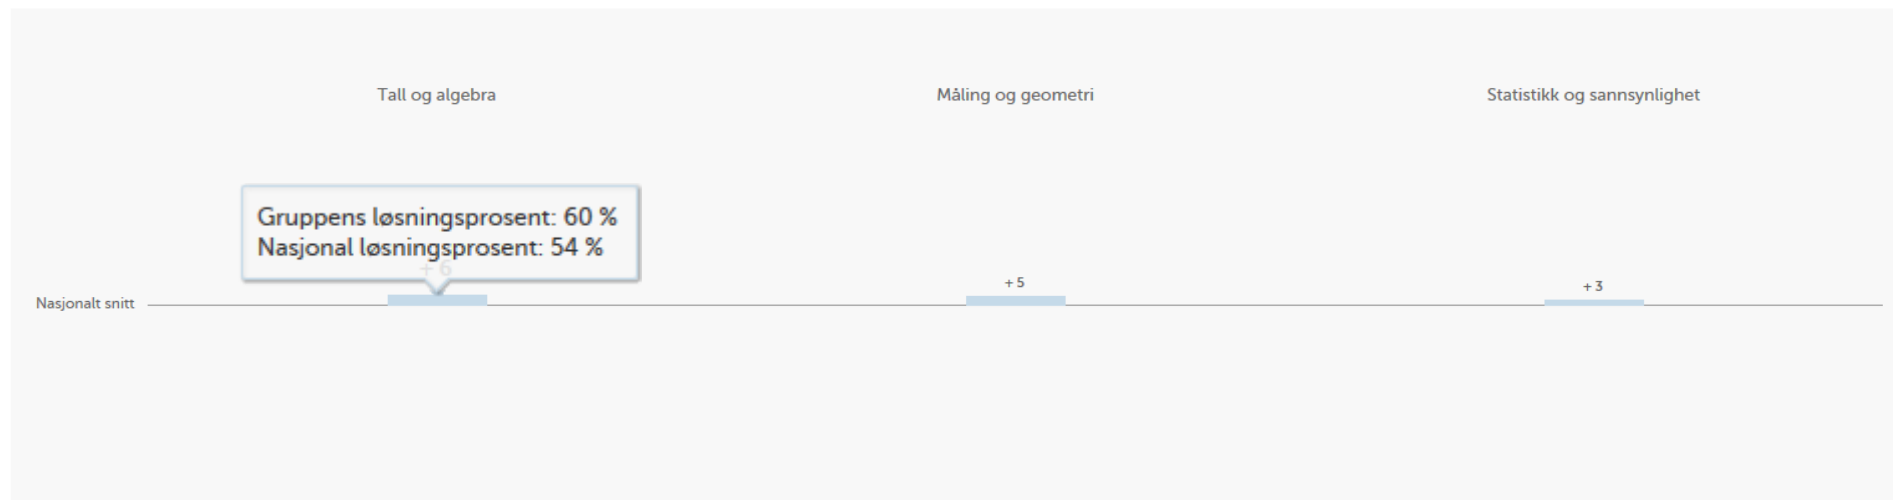 Tall og algebra
Måling og geometri
Statistikk og sannsynlighet
Gruppens løsningsprosent: 60 %
Nasjonal løsningsprosent: 54 %
+ 6
+ 5
+ 3
Nasjonalt snitt